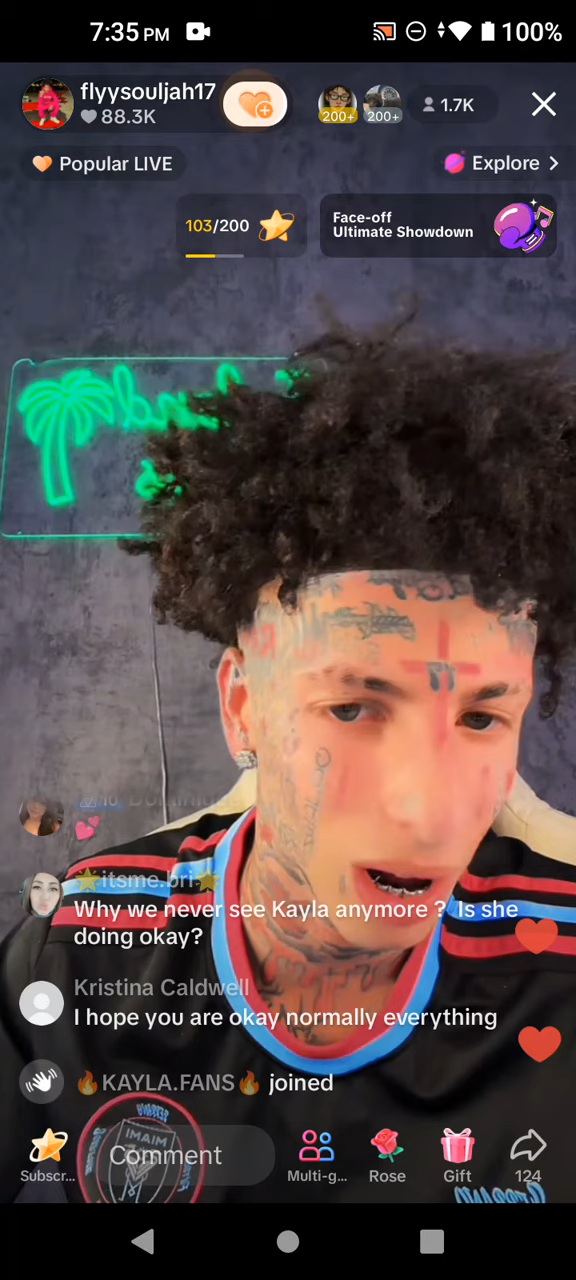 7:35 PM
100%
flyysouljah17
88.3K
200+
200+
1.7K
Popular LIVE
Explore
103/200
Face-off
Ultimate Showdown
itsme.bri
Why we never see Kayla anymore ? Is she
doing okay?
Kristina Caldwell
I hope you are okay normally everything
🔥KAYLA.FANS🔥 joined
MIAMI
Comment
Subscr...
Multi-g...
Rose
Gift
124